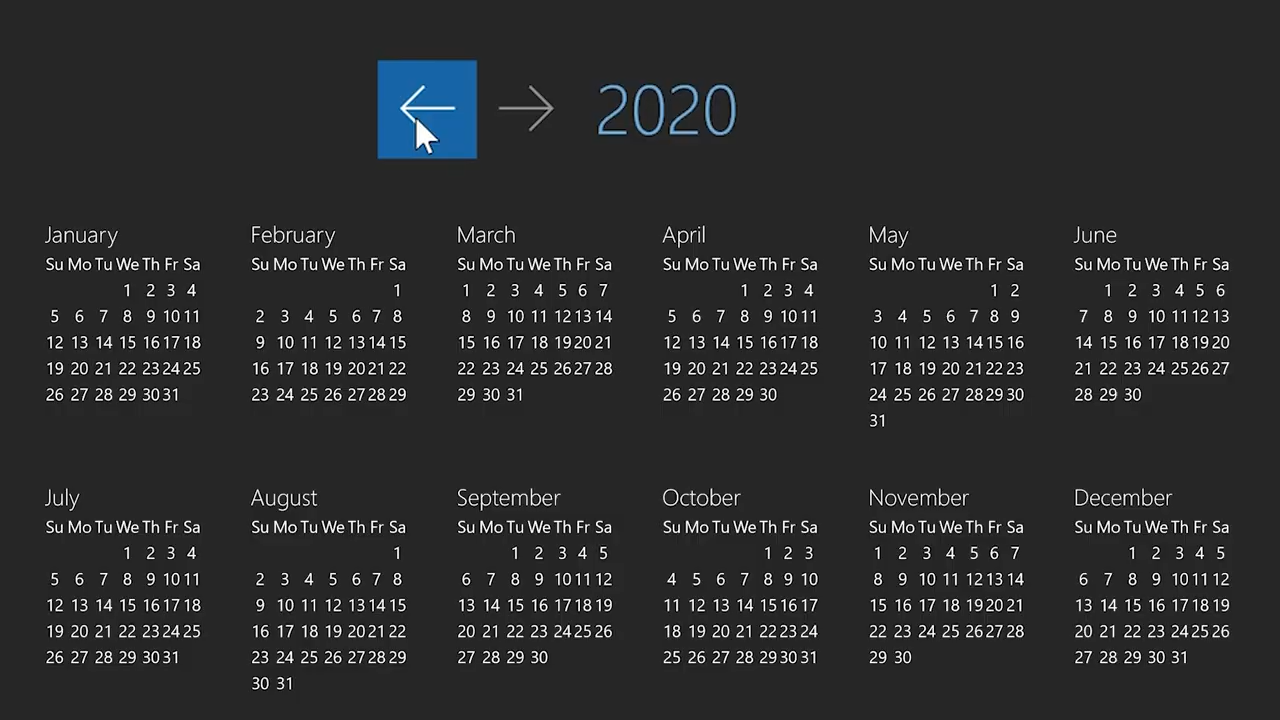 2020
January February March April May June
Su Mo Tu We Th Fr Sa Su Mo Tu We Th Fr Sa Su Mo Tu We Th Fr Sa Su Mo Tu We Th Fr Sa Su Mo Tu We Th Fr Sa Su Mo Tu We Th Fr Sa
1 2 3 4 1 1 2 3 4 5 6 7 1 2 3 4 1 2 1 2 3 4 5 6
5 6 7 8 9 10 11 2 3 4 5 6 7 8 8 9 10 11 12 13 14 5 6 7 8 9 10 11 3 4 5 6 7 8 9 7 8 9 10 11 12 13
12 13 14 15 16 17 18 9 10 11 12 13 14 15 15 16 17 18 19 20 21 12 13 14 15 16 17 18 10 11 12 13 14 15 16 14 15 16 17 18 19 20
19 20 21 22 23 24 25 16 17 18 19 20 21 22 22 23 24 25 26 27 28 19 20 21 22 23 24 25 17 18 19 20 21 22 23 21 22 23 24 25 26 27
26 27 28 29 30 31 23 24 25 26 27 28 29 29 30 31 26 27 28 29 30 24 25 26 27 28 29 30 28 29 30
31
July August September October November December
Su Mo Tu We Th Fr Sa Su Mo Tu We Th Fr Sa Su Mo Tu We Th Fr Sa Su Mo Tu We Th Fr Sa Su Mo Tu We Th Fr Sa Su Mo Tu We Th Fr Sa
1 2 3 4 1 1 2 3 4 5 1 2 3 1 2 3 4 5 6 7 1 2 3 4 5
5 6 7 8 9 10 11 2 3 4 5 6 7 8 6 7 8 9 10 11 12 4 5 6 7 8 9 10 8 9 10 11 12 13 14 6 7 8 9 10 11 12
12 13 14 15 16 17 18 9 10 11 12 13 14 15 13 14 15 16 17 18 19 11 12 13 14 15 16 17 15 16 17 18 19 20 21 13 14 15 16 17 18 19
19 20 21 22 23 24 25 16 17 18 19 20 21 22 20 21 22 23 24 25 26 18 19 20 21 22 23 24 22 23 24 25 26 27 28 20 21 22 23 24 25 26
26 27 28 29 30 31 23 24 25 26 27 28 29 27 28 29 30 25 26 27 28 29 30 31 29 30 27 28 29 30 31
30 31